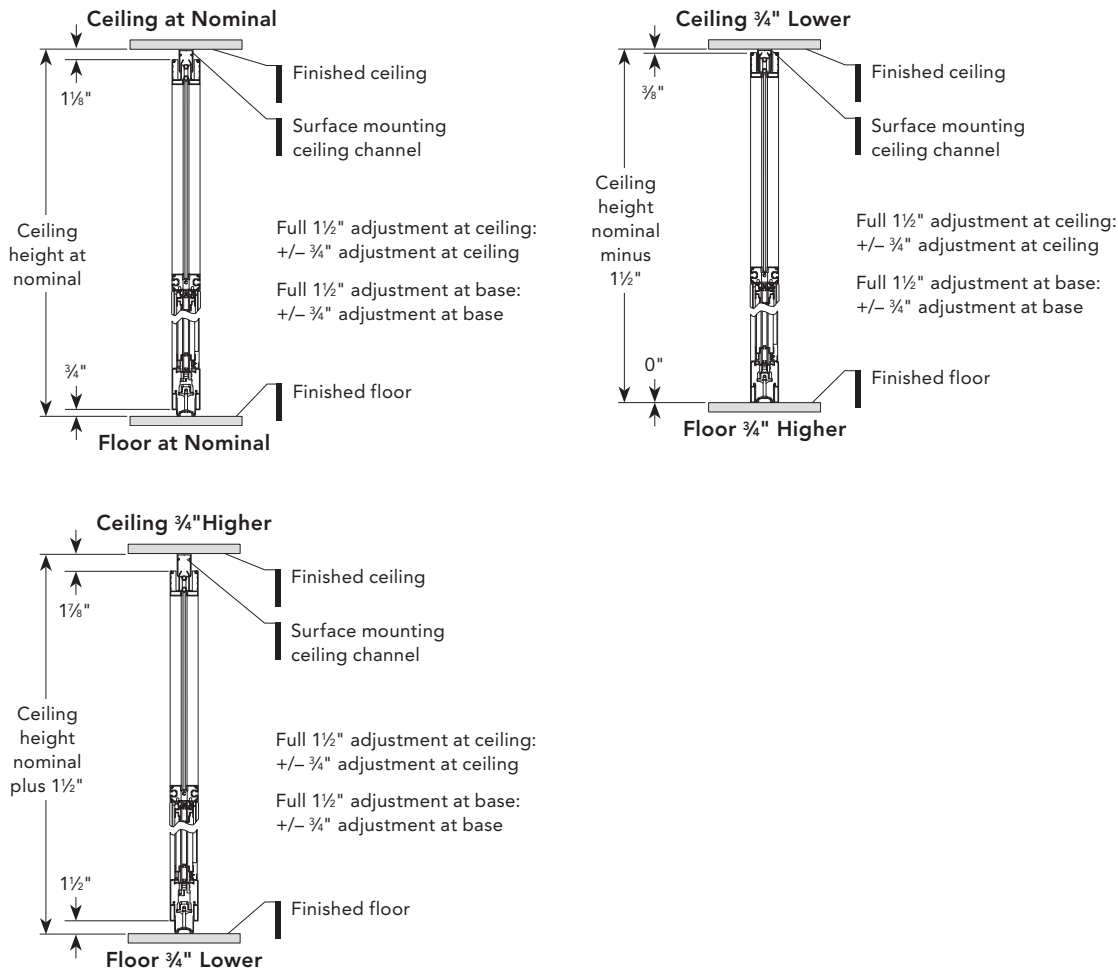 Ceiling at Nominal
1⅛"
Finished ceiling
Surface mounting
ceiling channel
Ceiling
height at
nominal
Full 1½" adjustment at ceiling:
+/– ¾" adjustment at ceiling
Full 1½" adjustment at base:
+/– ¾" adjustment at base
¾"
Finished floor
Floor at Nominal
Ceiling ¾" Lower
⅜"
Finished ceiling
Surface mounting
ceiling channel
Ceiling
height
nominal
minus
1½"
Full 1½" adjustment at ceiling:
+/– ¾" adjustment at ceiling
Full 1½" adjustment at base:
+/– ¾" adjustment at base
0"
Finished floor
Floor ¾" Higher
Ceiling ¾"Higher
1⅞"
Finished ceiling
Surface mounting
ceiling channel
Ceiling
height
nominal
plus 1½"
Full 1½" adjustment at ceiling:
+/– ¾" adjustment at ceiling
Full 1½" adjustment at base:
+/– ¾" adjustment at base
1½"
Finished floor
Floor ¾" Lower